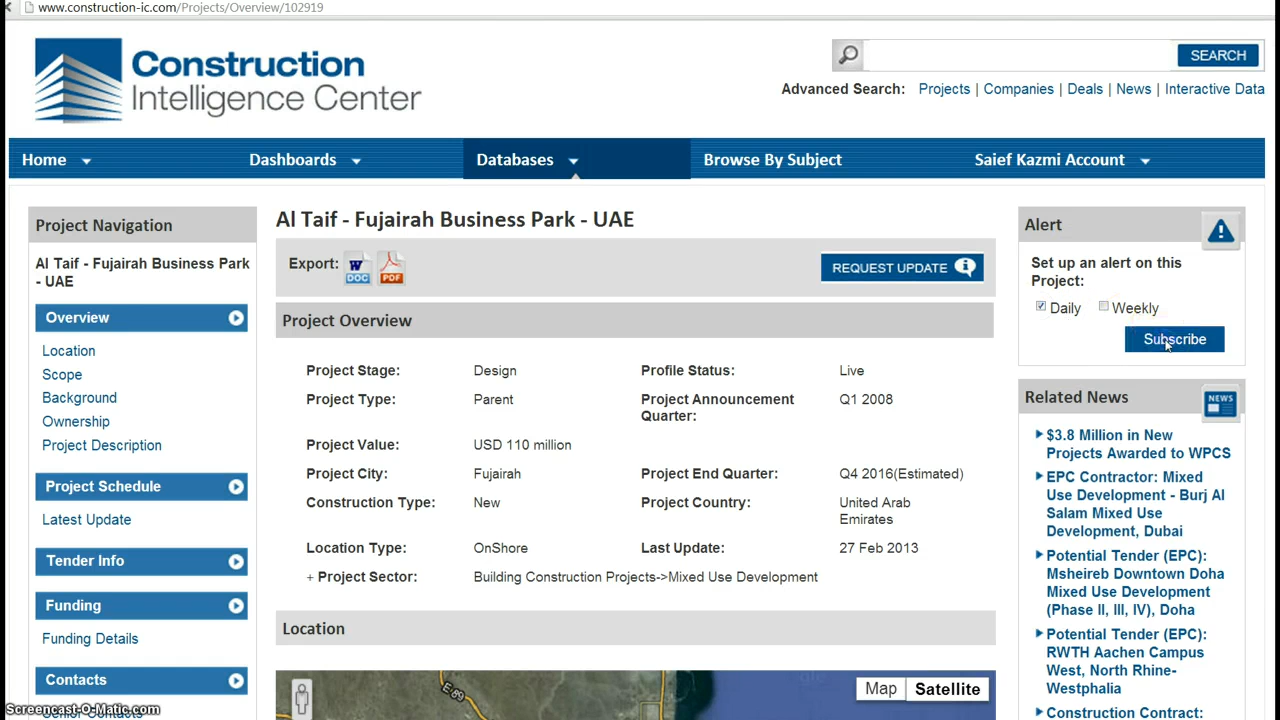 www.construction-ic.com/Projects/Overview/102919
Construction
Intelligence Center
SEARCH
Advanced Search: Projects | Companies | Deals | News | Interactive Data
Home Dashboards Databases Browse By Subject Saief Kazmi Account
Project Navigation
Al Taif - Fujairah Business Park
- UAE
Overview
Location
Scope
Background
Ownership
Project Description
Project Schedule
Latest Update
Tender Info
Funding
Funding Details
Contacts
Senior Contacts
Al Taif - Fujairah Business Park - UAE
Export: W DOC PDF REQUEST UPDATE
Project Overview
Project Stage: Design Profile Status: Live
Project Type: Parent Project Announcement Q1 2008
Quarter:
Project Value: USD 110 million
Project City: Fujairah Project End Quarter: Q4 2016(Estimated)
Construction Type: New Project Country: United Arab
Emirates
Location Type: OnShore Last Update: 27 Feb 2013
+ Project Sector: Building Construction Projects->Mixed Use Development
Location
E-89
Map Satellite
Alert
Set up an alert on this
Project:
Daily Weekly
Subscribe
Related News
NEWS
$3.8 Million in New
Projects Awarded to WPCS
EPC Contractor: Mixed
Use Development - Burj Al
Salam Mixed Use
Development, Dubai
Potential Tender (EPC):
Msheireb Downtown Doha
Mixed Use Development
(Phase II, III, IV), Doha
Potential Tender (EPC):
RWTH Aachen Campus
West, North Rhine-
Westphalia
Construction Contract:
Screencast-O-Matic.com